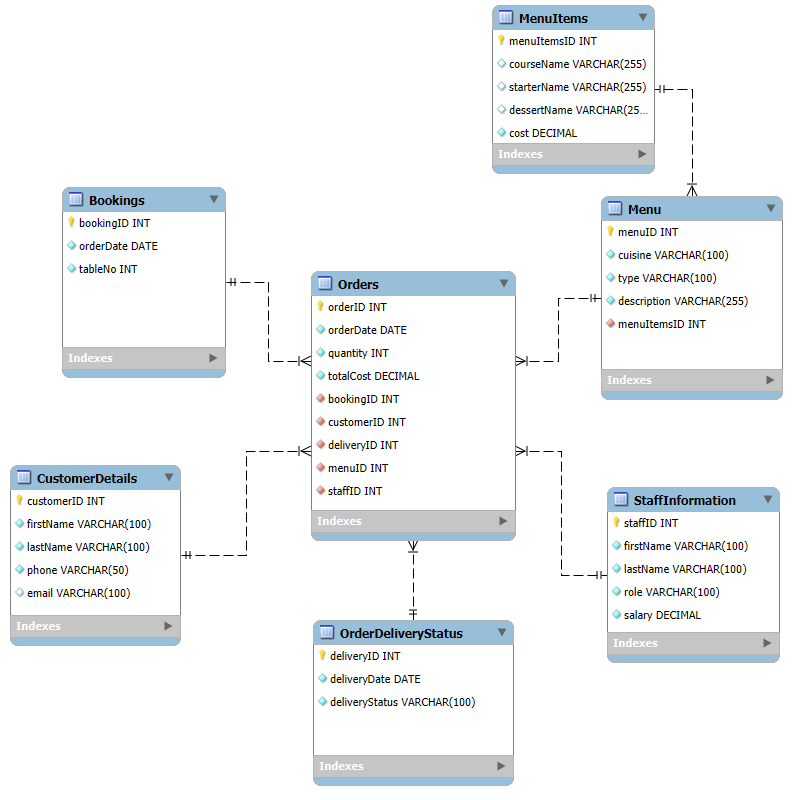 MenuItems
menuItemsID INT
courseName VARCHAR(255)
starterName VARCHAR(255)
dessertName VARCHAR(25...
cost DECIMAL
Indexes
Bookings
bookingID INT
orderDate DATE
tableNo INT
Indexes
Menu
menuID INT
cuisine VARCHAR(100)
type VARCHAR(100)
description VARCHAR(255)
menuItemsID INT
Indexes
Orders
orderID INT
orderDate DATE
quantity INT
totalCost DECIMAL
bookingID INT
customerID INT
deliveryID INT
menuID INT
staffID INT
Indexes
CustomerDetails
customerID INT
firstName VARCHAR(100)
lastName VARCHAR(100)
phone VARCHAR(50)
email VARCHAR(100)
Indexes
StaffInformation
staffID INT
firstName VARCHAR(100)
lastName VARCHAR(100)
role VARCHAR(100)
salary DECIMAL
Indexes
OrderDeliveryStatus
deliveryID INT
deliveryDate DATE
deliveryStatus VARCHAR(100)
Indexes